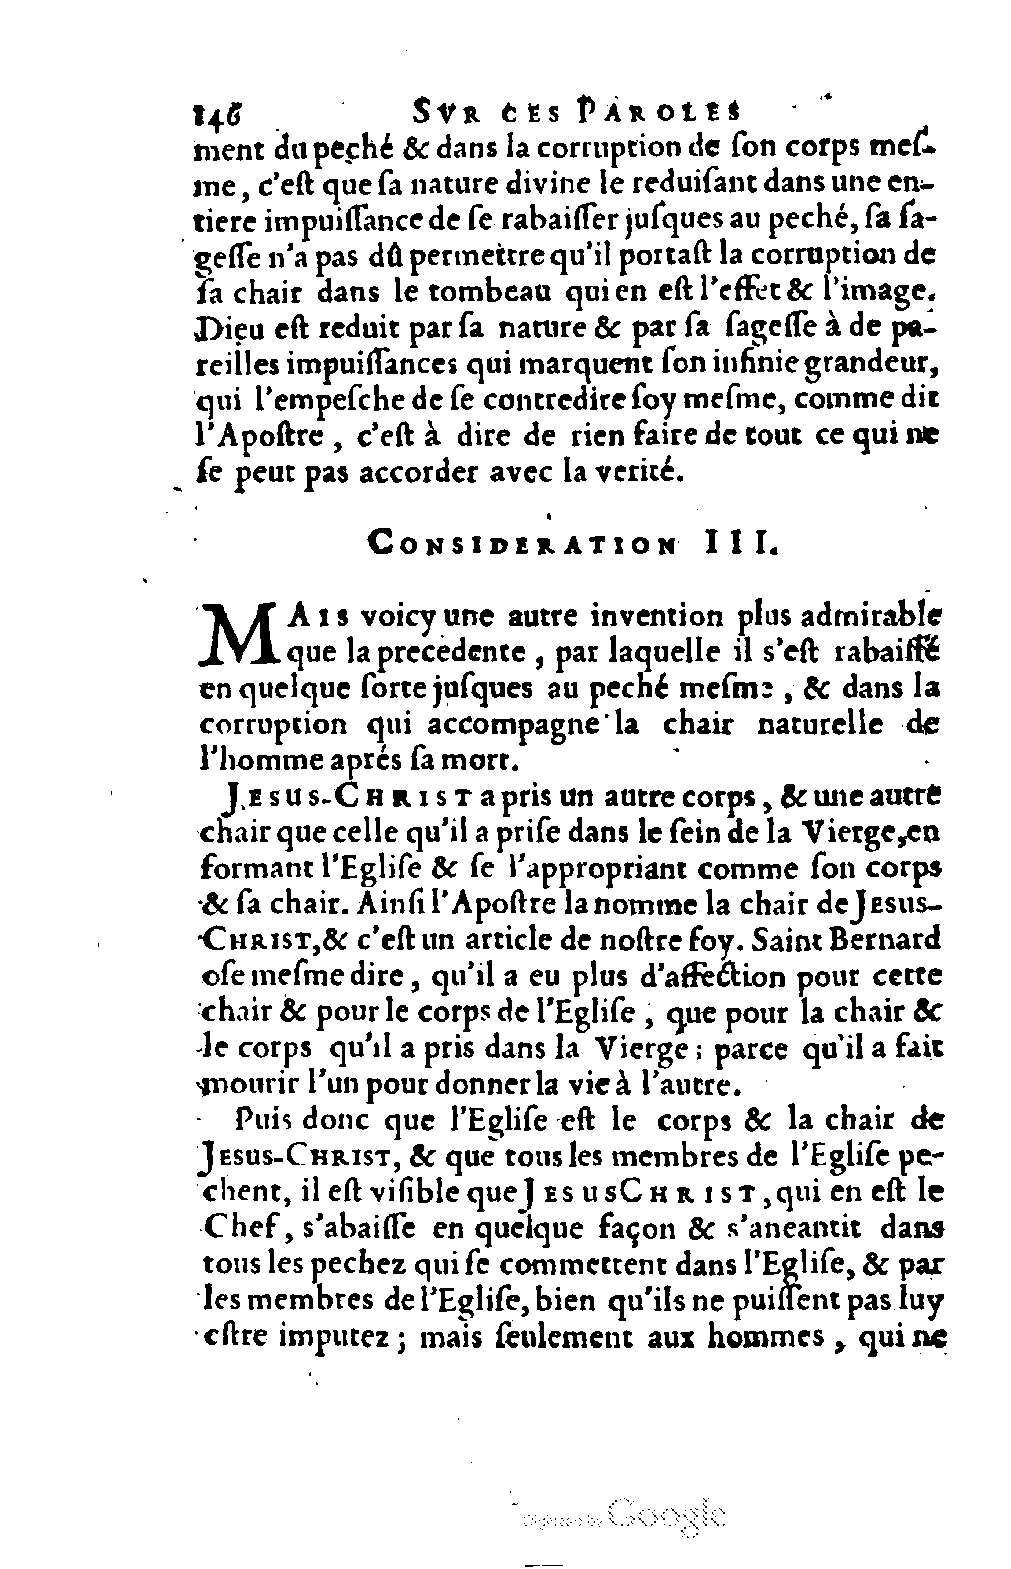 146 SVR CES PAROLES
ment du peché & dans la corruption de ſon corps meſ-
me, c'eſt que ſa nature divine le reduiſant dans une en-
tiere impuiſſance de ſe rabaiſſer juſques au peché, ſa ſa-
geſſe n'a pas dû permettre qu'il portaſt la corruption de
ſa chair dans le tombeau qui en eſt l'effet & l'image.
Dieu eſt reduit par ſa nature & par ſa ſageſſe à de pa-
reilles impuiſſances qui marquent ſon infinie grandeur,
qui l'empeſche de ſe contredire ſoy meſme, comme dit
l'Apoſtre, c'eſt à dire de rien faire de tout ce qui ne
ſe peut pas accorder avec la verité.
CONSIDERATION III.
MAIS voicy une autre invention plus admirable
que la precedente, par laquelle il s'eſt rabaiſſé
en quelque ſorte juſques au peché meſme, & dans la
corruption qui accompagne la chair naturelle de
l'homme aprés ſa mort.
JESUS-CHRIST a pris un autre corps, & une autre
chair que celle qu'il a priſe dans le ſein de la Vierge, en
formant l'Egliſe & ſe l'appropriant comme ſon corps
& ſa chair. Ainſi l'Apoſtre la nomme la chair de JESUS-
CHRIST, & c'eſt un article de noſtre foy. Saint Bernard
oſe meſme dire, qu'il a eu plus d'affection pour cette
chair & pour le corps de l'Egliſe, que pour la chair &
le corps qu'il a pris dans la Vierge; parce qu'il a fait
mourir l'un pour donner la vie à l'autre.
Puis donc que l'Egliſe eſt le corps & la chair de
JESUS-CHRIST, & que tous les membres de l'Egliſe pe-
chent, il eſt viſible que JESUS CHRIST, qui en eſt le
Chef, s'abaiſſe en quelque façon & s'aneantit dans
tous les pechez qui ſe commettent dans l'Egliſe, & par
les membres de l'Egliſe, bien qu'ils ne puiſſent pas luy
eſtre imputez; mais ſeulement aux hommes, qui ne
Digitized by Google